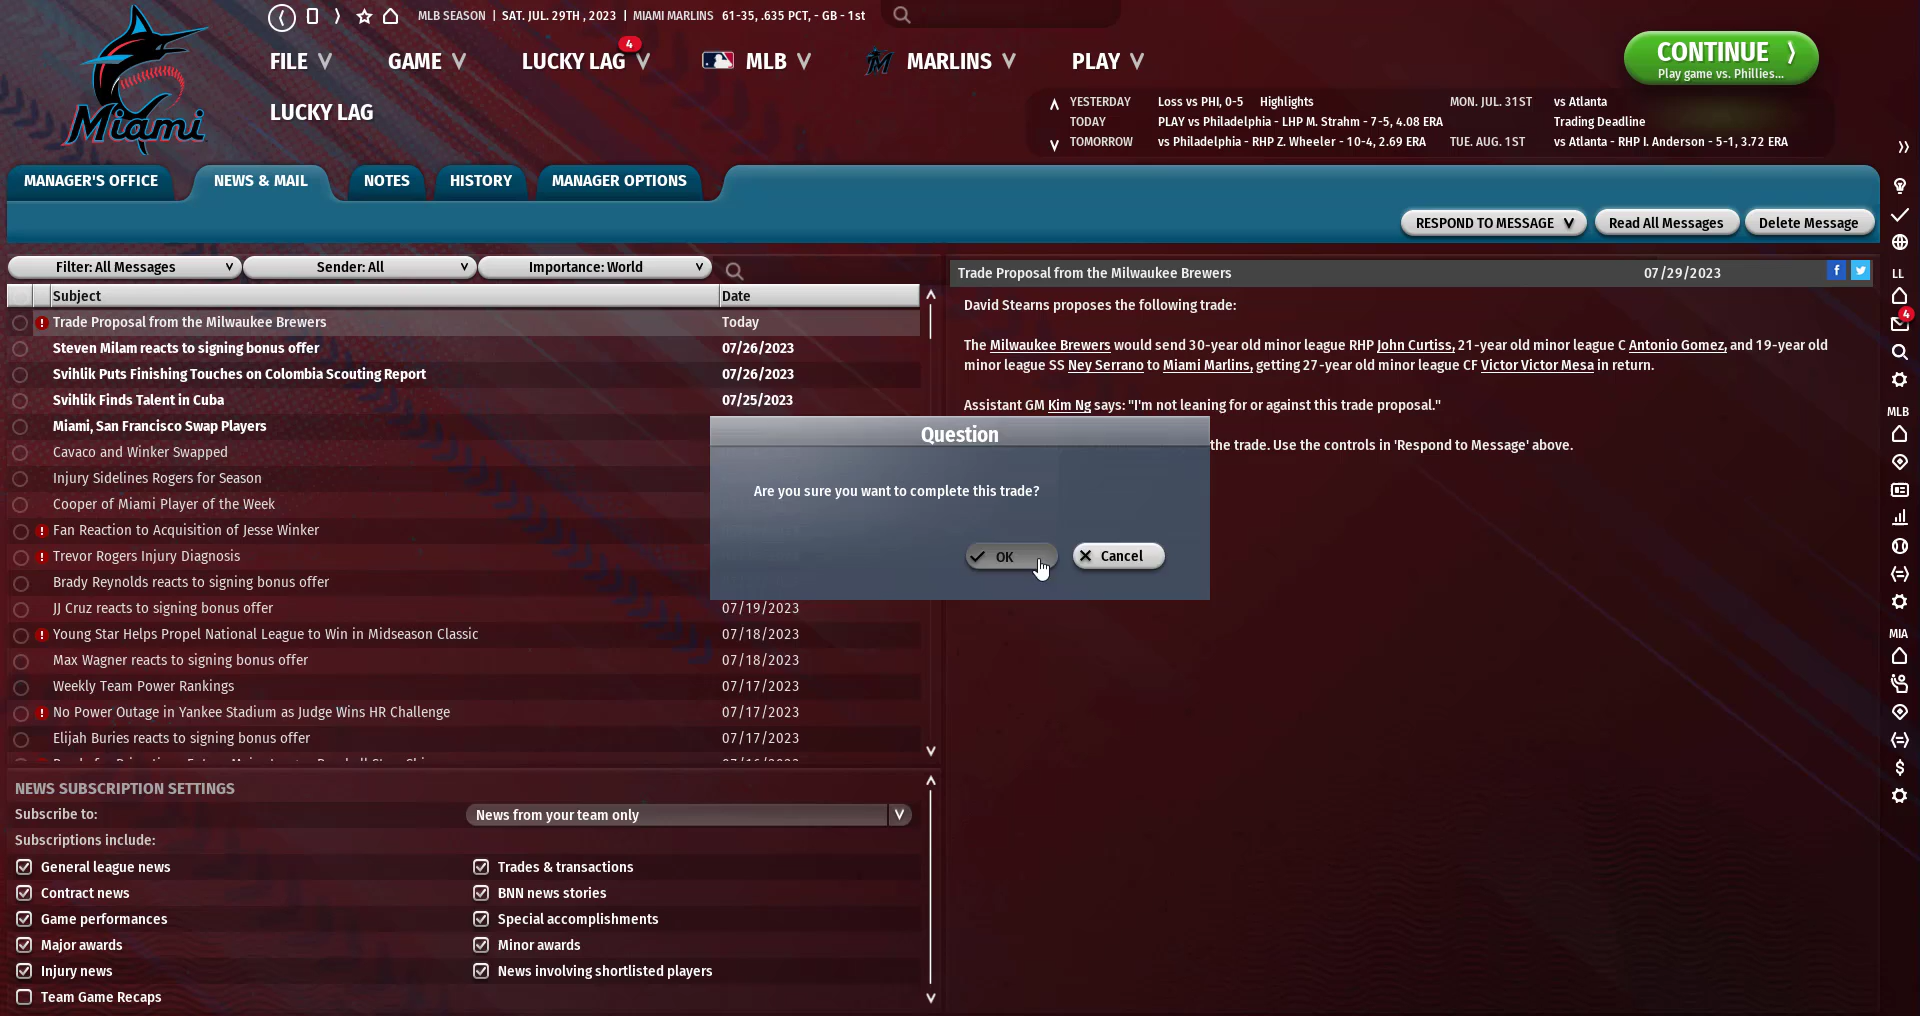 MLB SEASON | SAT. JUL. 29TH , 2023 | MIAMI MARLINS 61-35, .635 PCT, - GB - 1st
FILE GAME LUCKY LAG 4 MLB MARLINS PLAY
CONTINUE
Play game vs. Phillies...
Miami
LUCKY LAG
YESTERDAY Loss vs PHI, 0-5 Highlights MON. JUL. 31ST vs Atlanta
TODAY PLAY vs Philadelphia - LHP M. Strahm - 7-5, 4.08 ERA Trading Deadline
TOMORROW vs Philadelphia - RHP Z. Wheeler - 10-4, 2.69 ERA TUE. AUG. 1ST vs Atlanta - RHP I. Anderson - 5-1, 3.72 ERA
MANAGER'S OFFICE NEWS & MAIL NOTES HISTORY MANAGER OPTIONS
RESPOND TO MESSAGE Read All Messages Delete Message
Filter: All Messages Sender: All Importance: World
Subject Date
Trade Proposal from the Milwaukee Brewers Today
Steven Milam reacts to signing bonus offer 07/26/2023
Svihlik Puts Finishing Touches on Colombia Scouting Report 07/26/2023
Svihlik Finds Talent in Cuba 07/25/2023
Miami, San Francisco Swap Players
Cavaco and Winker Swapped
Injury Sidelines Rogers for Season
Cooper of Miami Player of the Week
Fan Reaction to Acquisition of Jesse Winker
Trevor Rogers Injury Diagnosis
Brady Reynolds reacts to signing bonus offer
JJ Cruz reacts to signing bonus offer 07/19/2023
Young Star Helps Propel National League to Win in Midseason Classic 07/18/2023
Max Wagner reacts to signing bonus offer 07/18/2023
Weekly Team Power Rankings 07/17/2023
No Power Outage in Yankee Stadium as Judge Wins HR Challenge 07/17/2023
Elijah Buries reacts to signing bonus offer 07/17/2023
Trade Proposal from the Milwaukee Brewers 07/29/2023
David Stearns proposes the following trade:
The Milwaukee Brewers would send 30-year old minor league RHP John Curtiss, 21-year old minor league C Antonio Gomez, and 19-year old
minor league SS Ney Serrano to Miami Marlins, getting 27-year old minor league CF Victor Victor Mesa in return.
Assistant GM Kim Ng says: "I'm not leaning for or against this trade proposal."
the trade. Use the controls in 'Respond to Message' above.
Question
Are you sure you want to complete this trade?
OK Cancel
NEWS SUBSCRIPTION SETTINGS
Subscribe to: News from your team only
Subscriptions include:
General league news Trades & transactions
Contract news BNN news stories
Game performances Special accomplishments
Major awards Minor awards
Injury news News involving shortlisted players
Team Game Recaps
LL
4
MLB
MIA